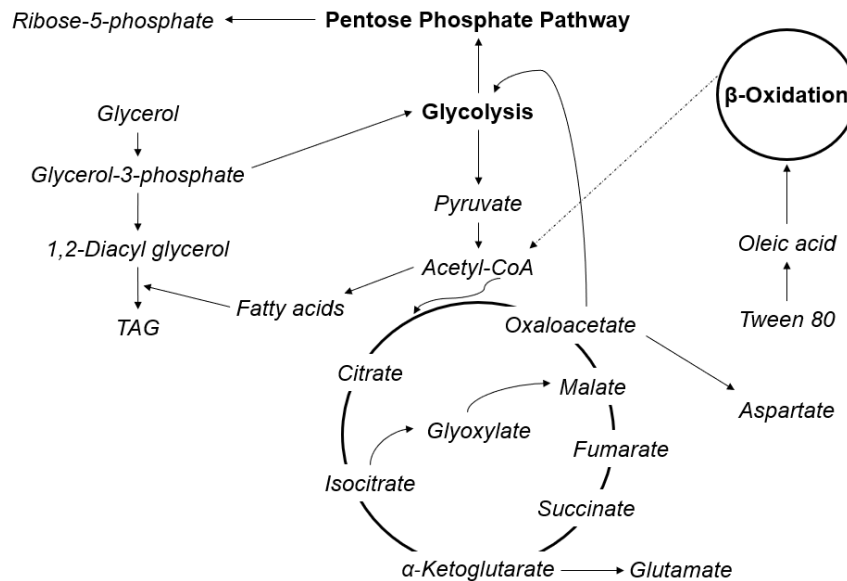 Ribose-5-phosphate
Pentose Phosphate Pathway
β-Oxidation
Glycerol
Glycolysis
Glycerol-3-phosphate
Pyruvate
1,2-Diacyl glycerol
Oleic acid
Acetyl-CoA
Fatty acids
TAG
Oxaloacetate
Tween 80
Citrate
Malate
Aspartate
Glyoxylate
Fumarate
Isocitrate
Succinate
α-Ketoglutarate
Glutamate